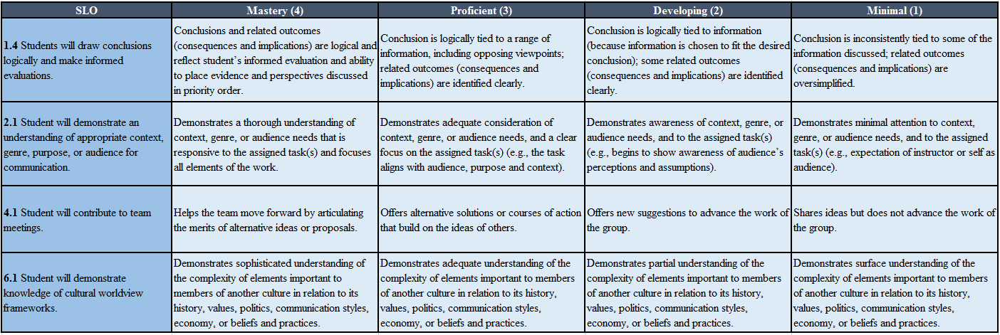 SLO
Mastery (4)
Proficient (3)
Developing (2)
Minimal (1)
1.4 Students will draw conclusions
logically and make informed
evaluations.
Conclusions and related outcomes
(consequences and implications) are logical and
reflect student’s informed evaluation and ability
to place evidence and perspectives discussed
in priority order.
Conclusion is logically tied to a range of
information, including opposing viewpoints;
related outcomes (consequences and
implications) are identified clearly.
Conclusion is logically tied to information
(because information is chosen to fit the desired
conclusion); some related outcomes
(consequences and implications) are identified
clearly.
Conclusion is inconsistently tied to some of the
information discussed; related outcomes
(consequences and implications) are
oversimplified.
2.1 Student will demonstrate an
understanding of appropriate context,
genre, purpose, or audience for
communication.
Demonstrates a thorough understanding of
context, genre, or audience needs that is
responsive to the assigned task(s) and focuses
all elements of the work.
Demonstrates adequate consideration of
context, genre, or audience needs, and a clear
focus on the assigned task(s) (e.g., the task
aligns with audience, purpose and context).
Demonstrates awareness of context, genre, or
audience needs, and to the assigned task(s)
(e.g., begins to show awareness of audience’s
perceptions and assumptions).
Demonstrates minimal attention to context,
genre, or audience needs, and to the assigned
task(s) (e.g., expectation of instructor or self as
audience).
4.1 Student will contribute to team
meetings.
Helps the team move forward by articulating
the merits of alternative ideas or proposals.
Offers alternative solutions or courses of action
that build on the ideas of others.
Offers new suggestions to advance the work of
the group.
Shares ideas but does not advance the work of
the group.
6.1 Student will demonstrate
knowledge of cultural worldview
frameworks.
Demonstrates sophisticated understanding of
the complexity of elements important to
members of another culture in relation to its
history, values, politics, communication styles,
economy, or beliefs and practices.
Demonstrates adequate understanding of the
complexity of elements important to members
of another culture in relation to its history,
values, politics, communication styles,
economy, or beliefs and practices.
Demonstrates partial understanding of the
complexity of elements important to members
of another culture in relation to its history,
values, politics, communication styles,
economy, or beliefs and practices.
Demonstrates surface understanding of the
complexity of elements important to members
of another culture in relation to its history,
values, politics, communication styles,
economy, or beliefs and practices.